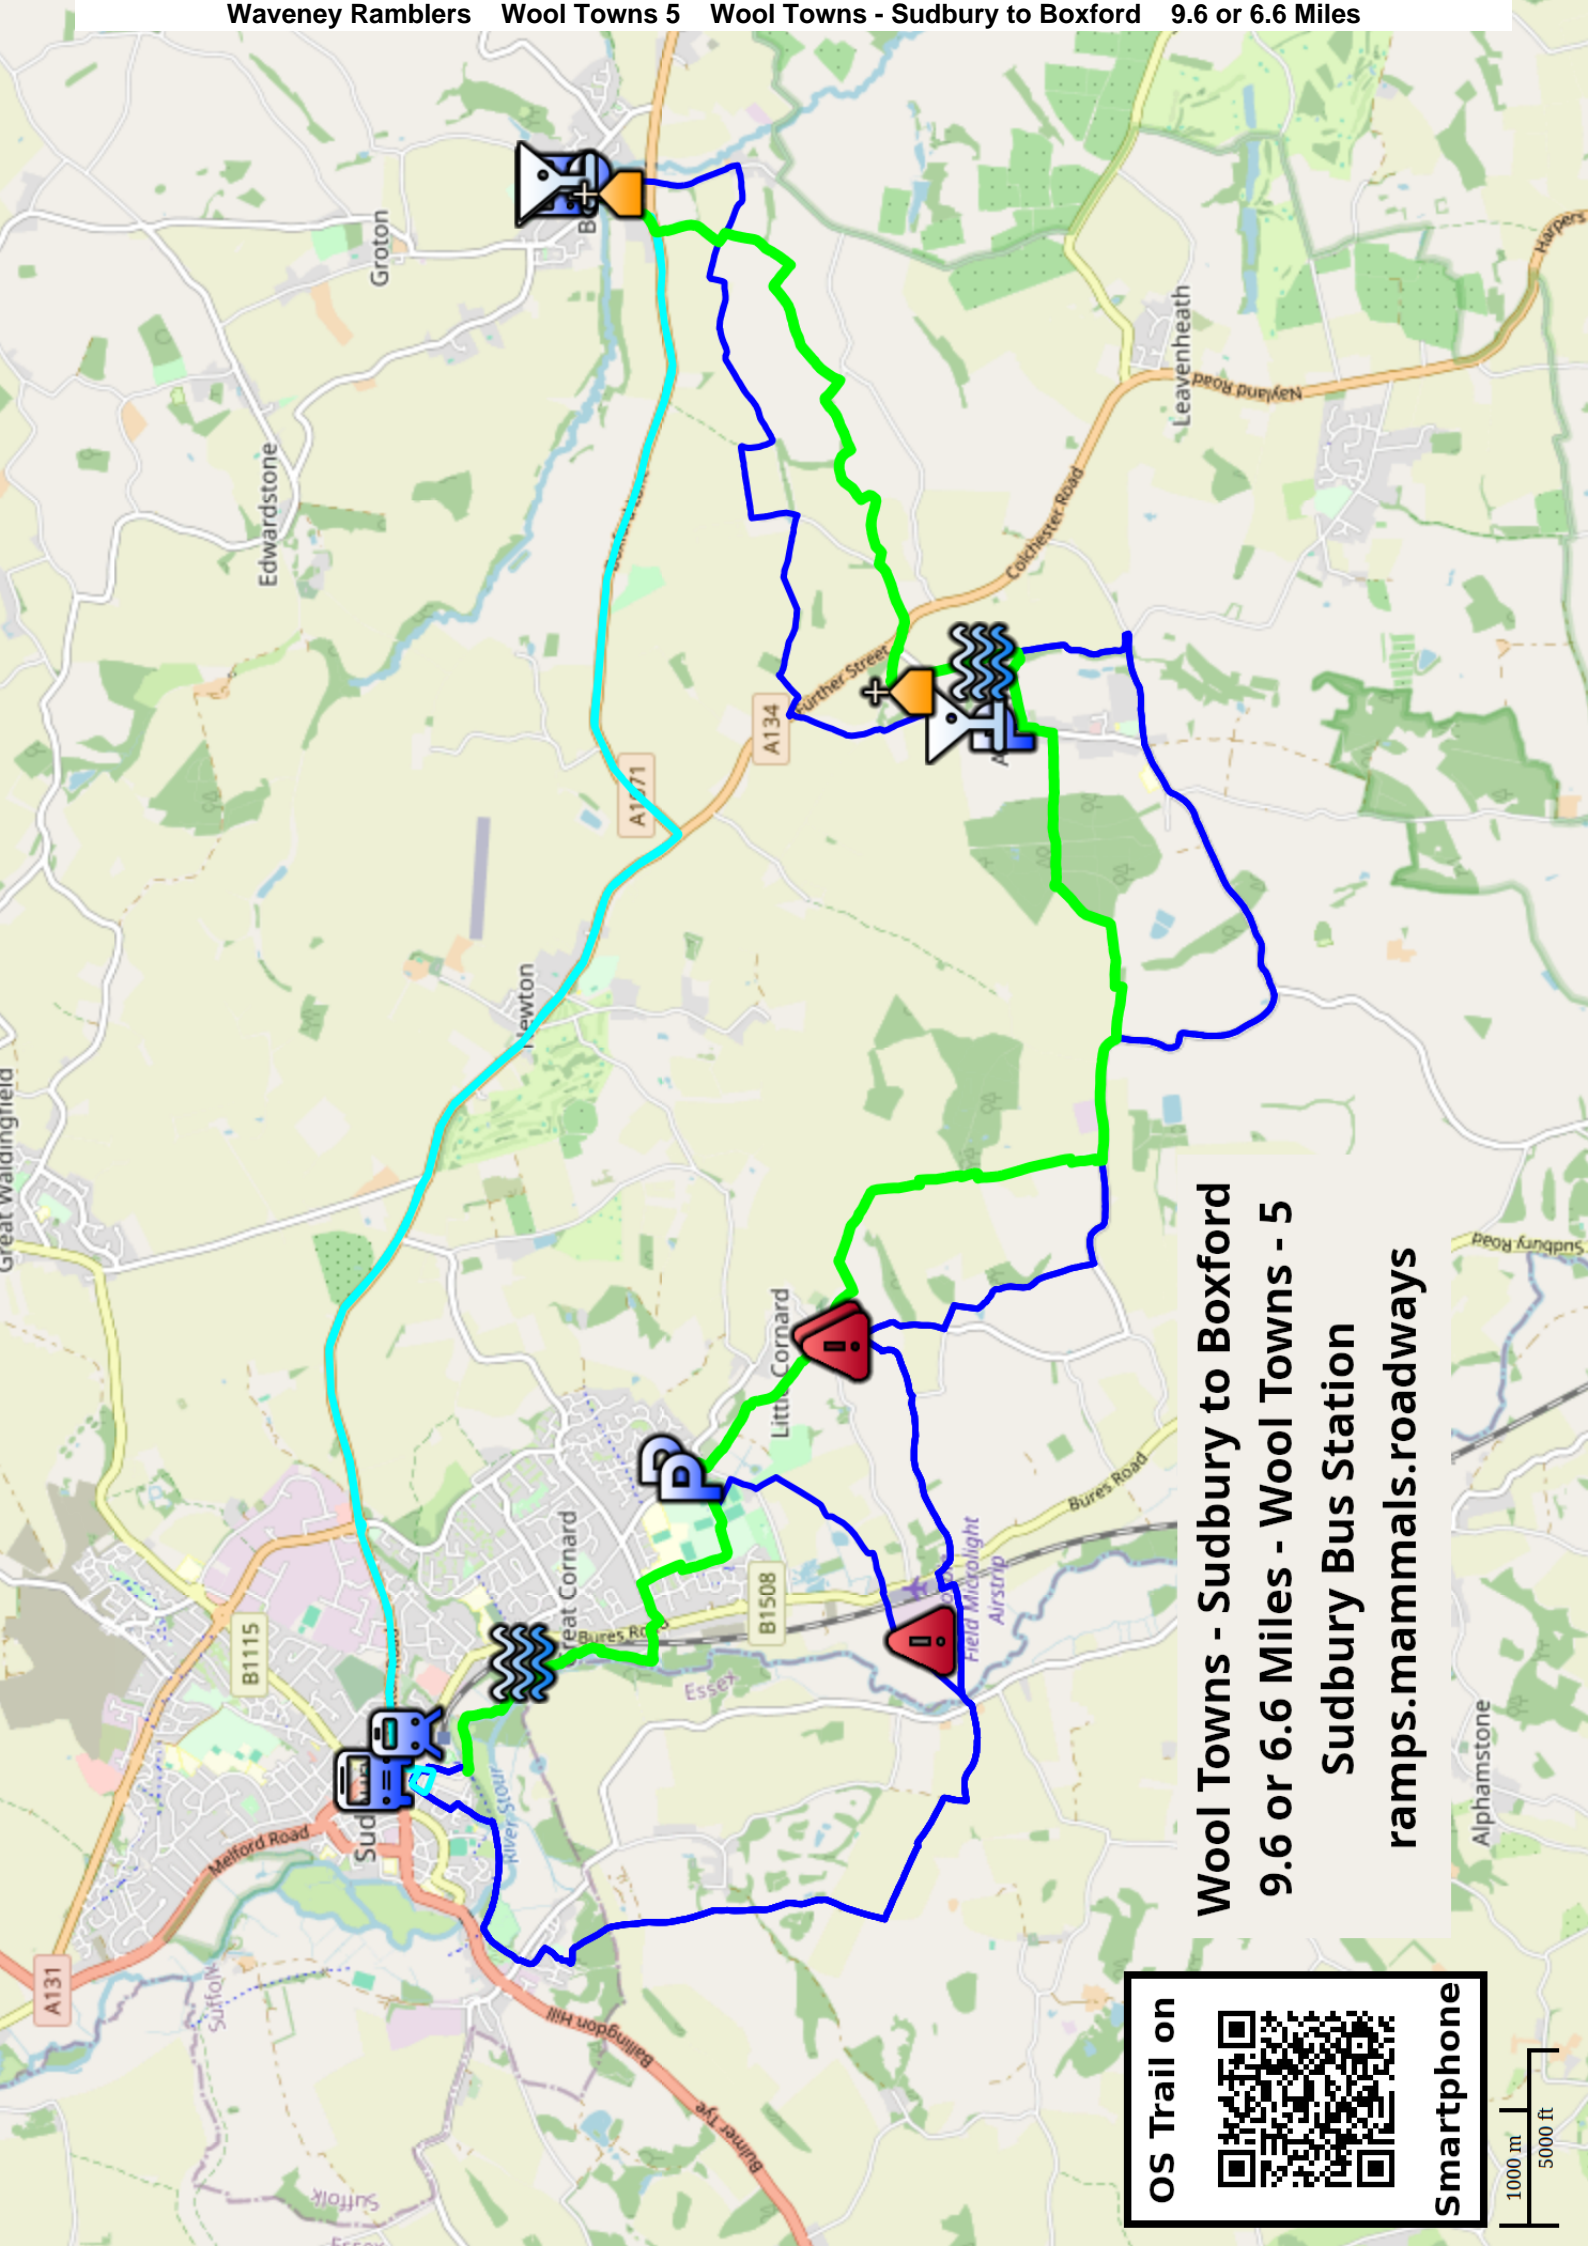 Waveney Ramblers Wool Towns 5 Wool Towns - Sudbury to Boxford 9.6 or 6.6 Miles
Groton
Edwardstone
Great Waldingfield
Newton
A134
Further Street
Colchester Road
Nayland Road
Leavenheath
Harpers
Little Cornard
Great Cornard
B1508
Bures Road
Bures Road
Field Microlight
Airstrip
Essex
B1115
Melford Road
River Stour
A131
Suffolk
Suffolk
Ballingdon Hill
Bulmer Tye
Sudbury Road
Alphamstone
Wool Towns - Sudbury to Boxford
9.6 or 6.6 Miles - Wool Towns - 5
Sudbury Bus Station
ramps.mammals.roadways
OS Trail on
Smartphone
1000 m
5000 ft
P